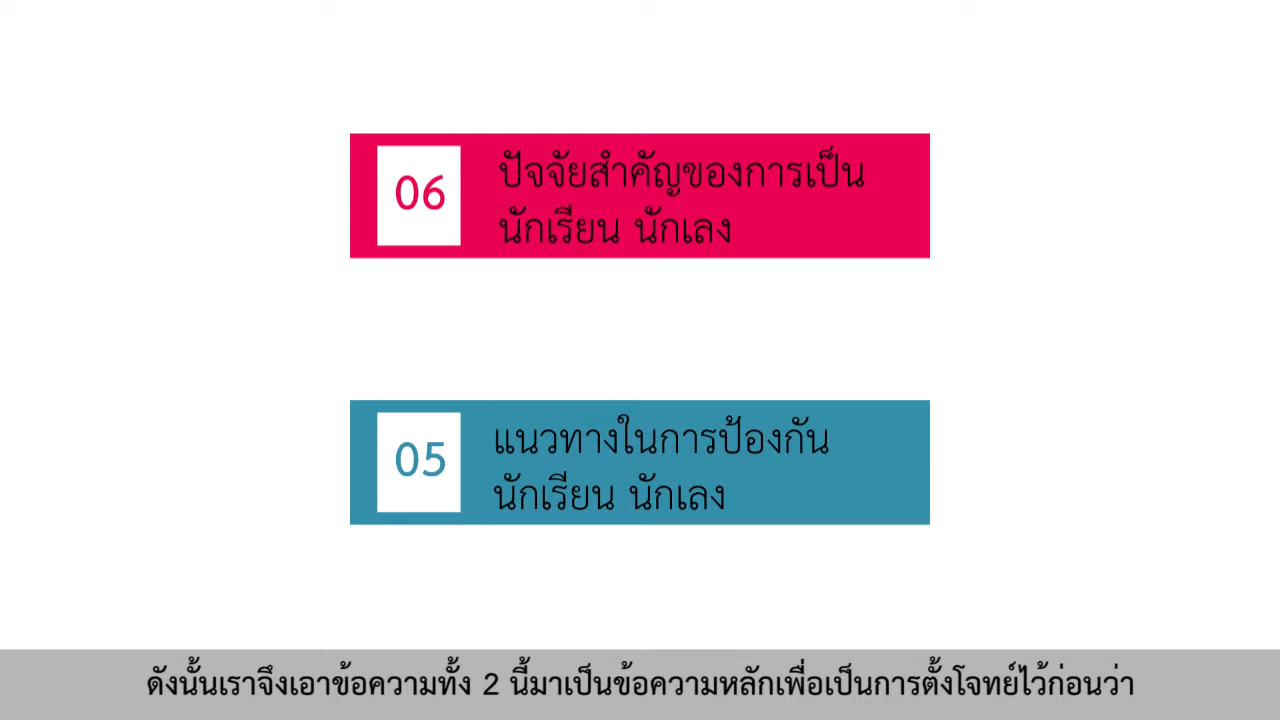 06
ปัจจัยสำคัญของการเป็น
นักเรียน นักเลง
05
แนวทางในการป้องกัน
นักเรียน นักเลง
ดังนั้นเราจึงเอาข้อความทั้ง 2 นี้มาเป็นข้อความหลักเพื่อเป็นการตั้งโจทย์ไว้ก่อนว่า